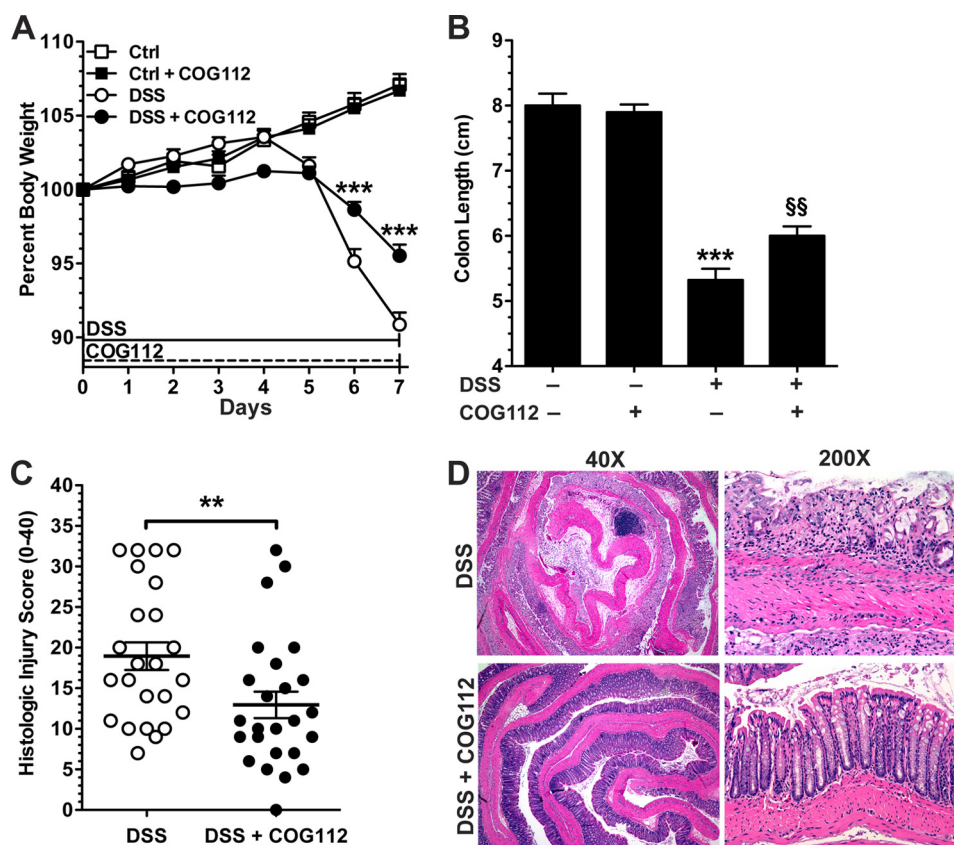 A
Percent Body Weight
110
105
100
95
90
Ctrl
Ctrl + COG112
DSS
DSS + COG112
***
***
DSS
COG112
0 1 2 3 4 5 6 7
Days
B
Colon Length (cm)
9
8
7
6
5
4
***
§§
DSS – – + +
COG112 – + – +
C
Histologic Injury Score (0-40)
40
35
30
25
20
15
10
5
0
**
DSS DSS + COG112
D
40X 200X
DSS
DSS + COG112